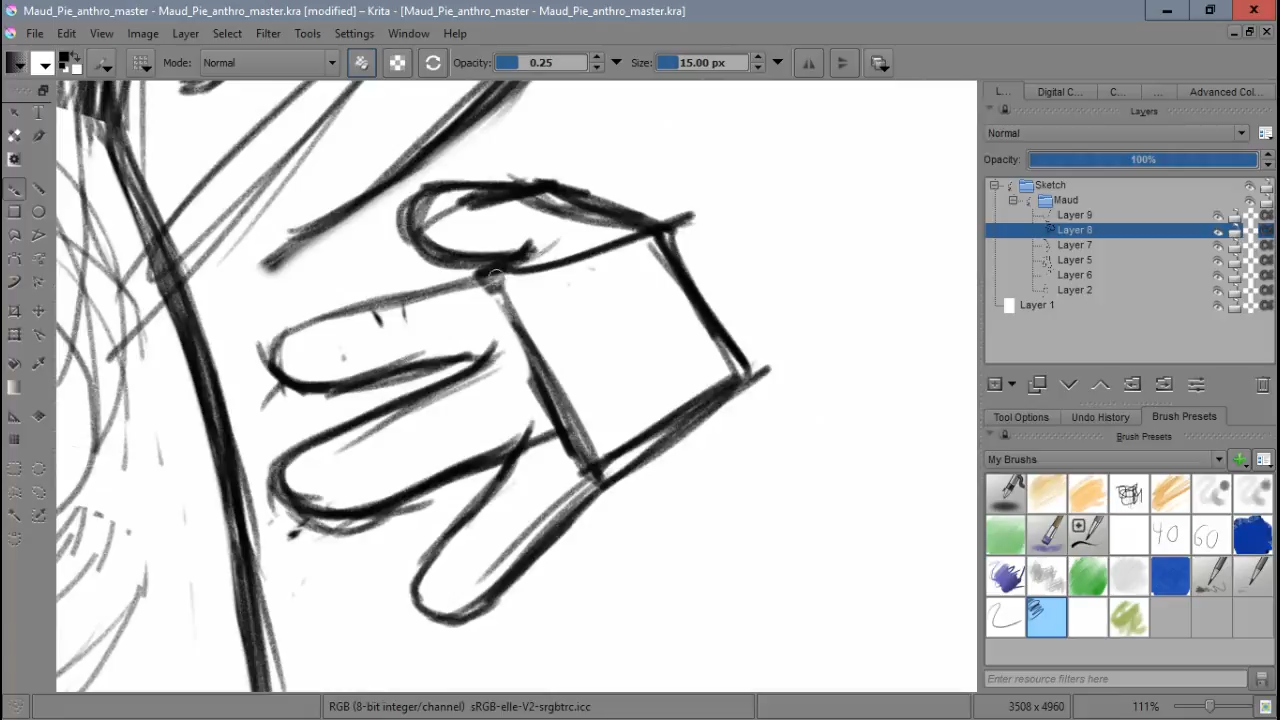 Maud_Pie_anthro_master - Maud_Pie_anthro_master.kra [modified] – Krita - [Maud_Pie_anthro_master - Maud_Pie_anthro_master.kra]
File Edit View Image Layer Select Filter Tools Settings Window Help
Mode: Normal Opacity: 0.25 Size: 15.00 px
L... Digital C... C... ... Advanced Col...
Layers
Normal
Opacity: 100%
Sketch
Maud
Layer 9
Layer 8
Layer 7
Layer 5
Layer 6
Layer 2
Layer 1
Tool Options Undo History Brush Presets
Brush Presets
My Brushes
40 60
Enter resource filters here
RGB (8-bit integer/channel) sRGB-elle-V2-srgbtrc.icc 3508 x 4960 111%